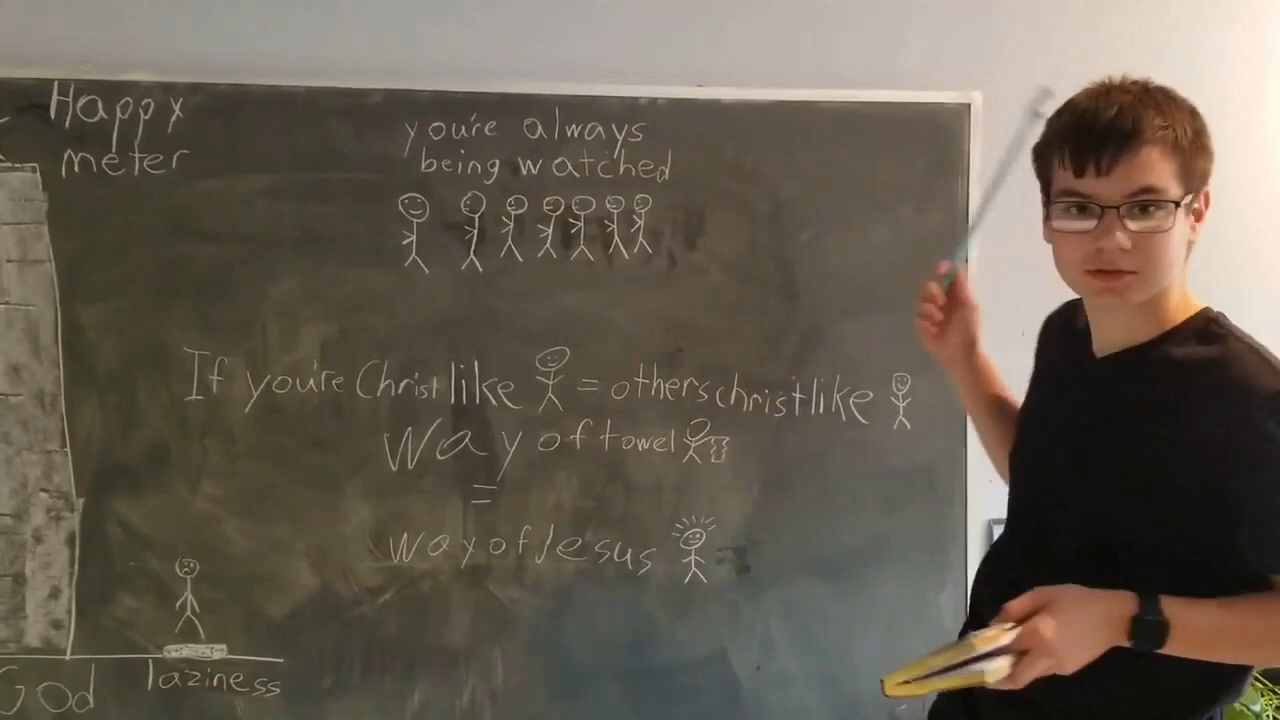 Happy
meter
you're always
being watched
If you're Christlike = others christlike
Way of towel
=
way of Jesus
God
laziness